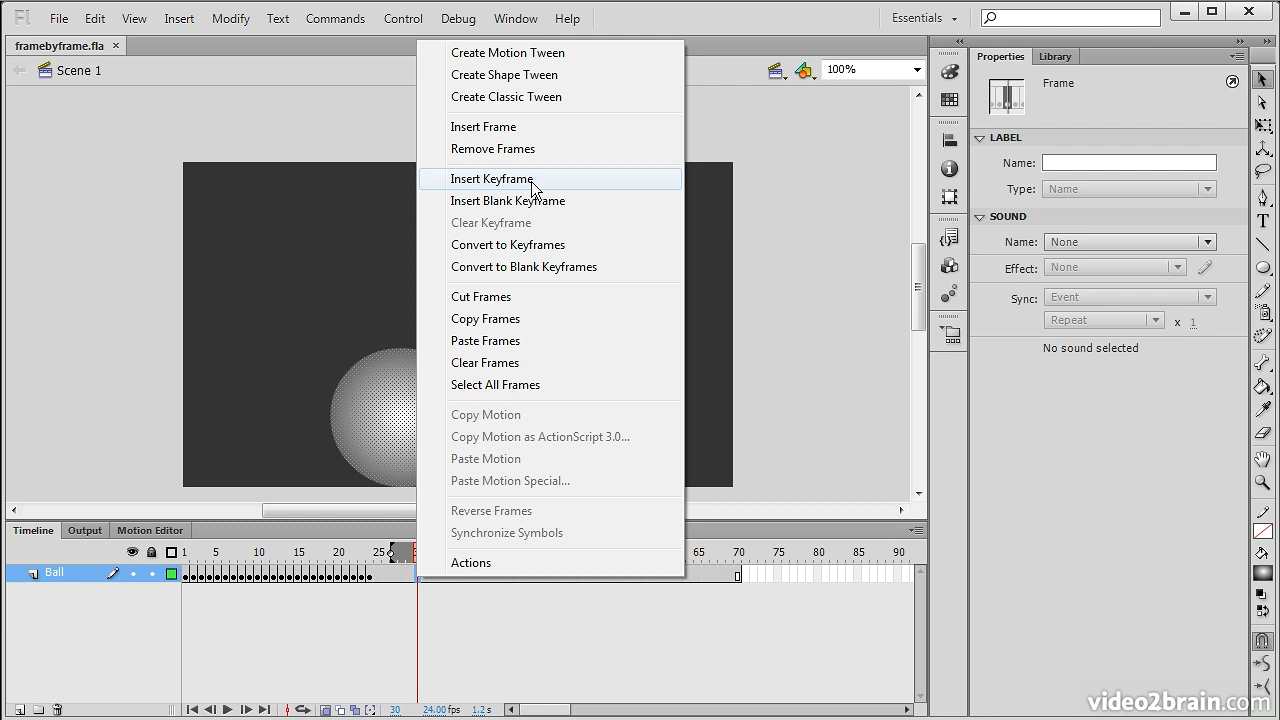 Fl File Edit View Insert Modify Text Commands Control Debug Window Help Essentials
framebyframe.fla ×
Scene 1
100%
Create Motion Tween
Create Shape Tween
Create Classic Tween
Insert Frame
Remove Frames
Insert Keyframe
Insert Blank Keyframe
Clear Keyframe
Convert to Keyframes
Convert to Blank Keyframes
Cut Frames
Copy Frames
Paste Frames
Clear Frames
Select All Frames
Copy Motion
Copy Motion as ActionScript 3.0...
Paste Motion
Paste Motion Special...
Reverse Frames
Synchronize Symbols
Actions
Properties Library
Frame
LABEL
Name:
Type: Name
SOUND
Name: None
Effect: None
Sync: Event
Repeat x 1
No sound selected
T
Timeline Output Motion Editor
1 5 10 15 20 25 65 70 75 80 85 90
Ball
30 24.00 fps 1.2 s
video2brain.com